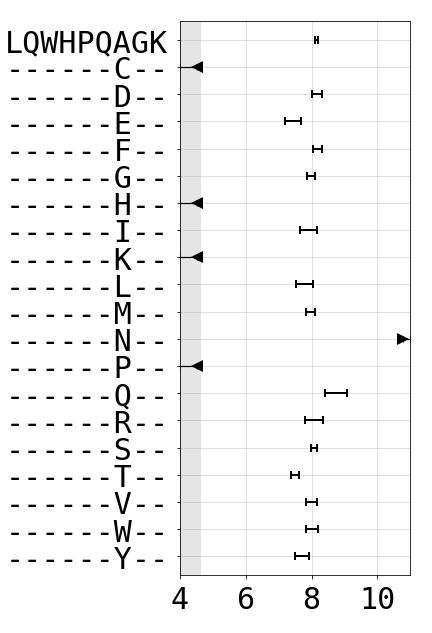 LQWHPQAGK
------C--
------D--
------E--
------F--
------G--
------H--
------I--
------K--
------L--
------M--
------N--
------P--
------Q--
------R--
------S--
------T--
------V--
------W--
------Y--
4 6 8 10